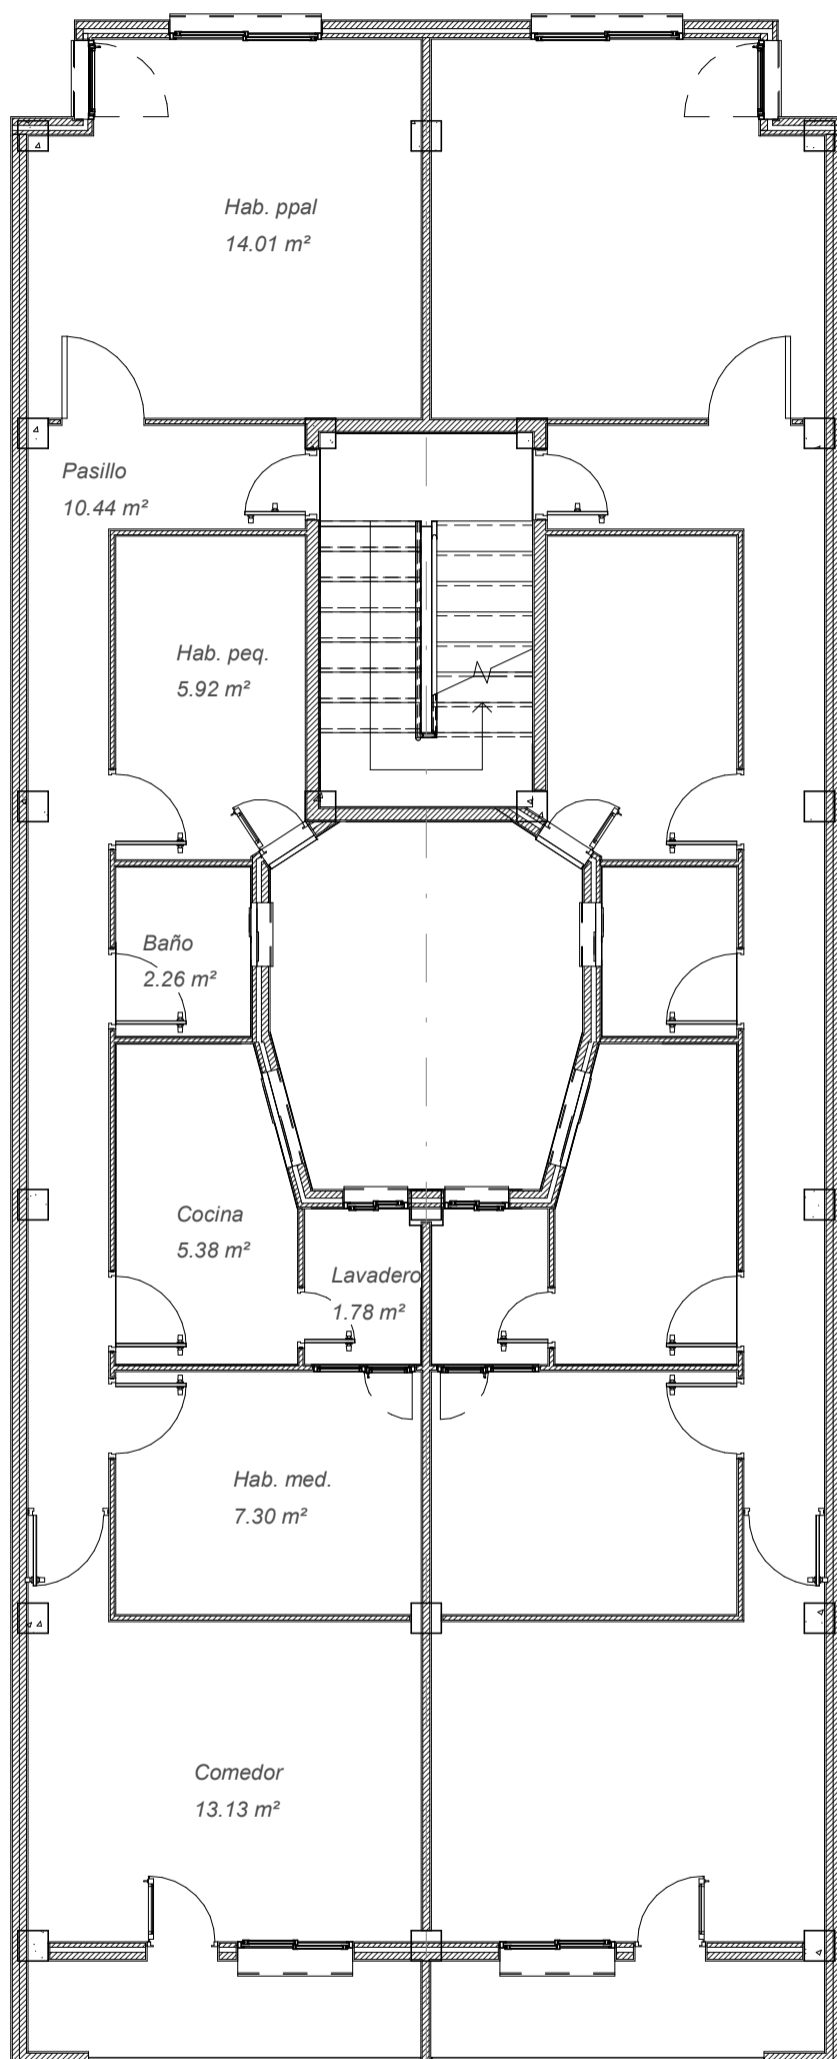 Hab. ppal
14.01 m²
Pasillo
10.44 m²
Hab. peq.
5.92 m²
Baño
2.26 m²
Cocina
5.38 m²
Lavadero
1.78 m²
Hab. med.
7.30 m²
Comedor
13.13 m²